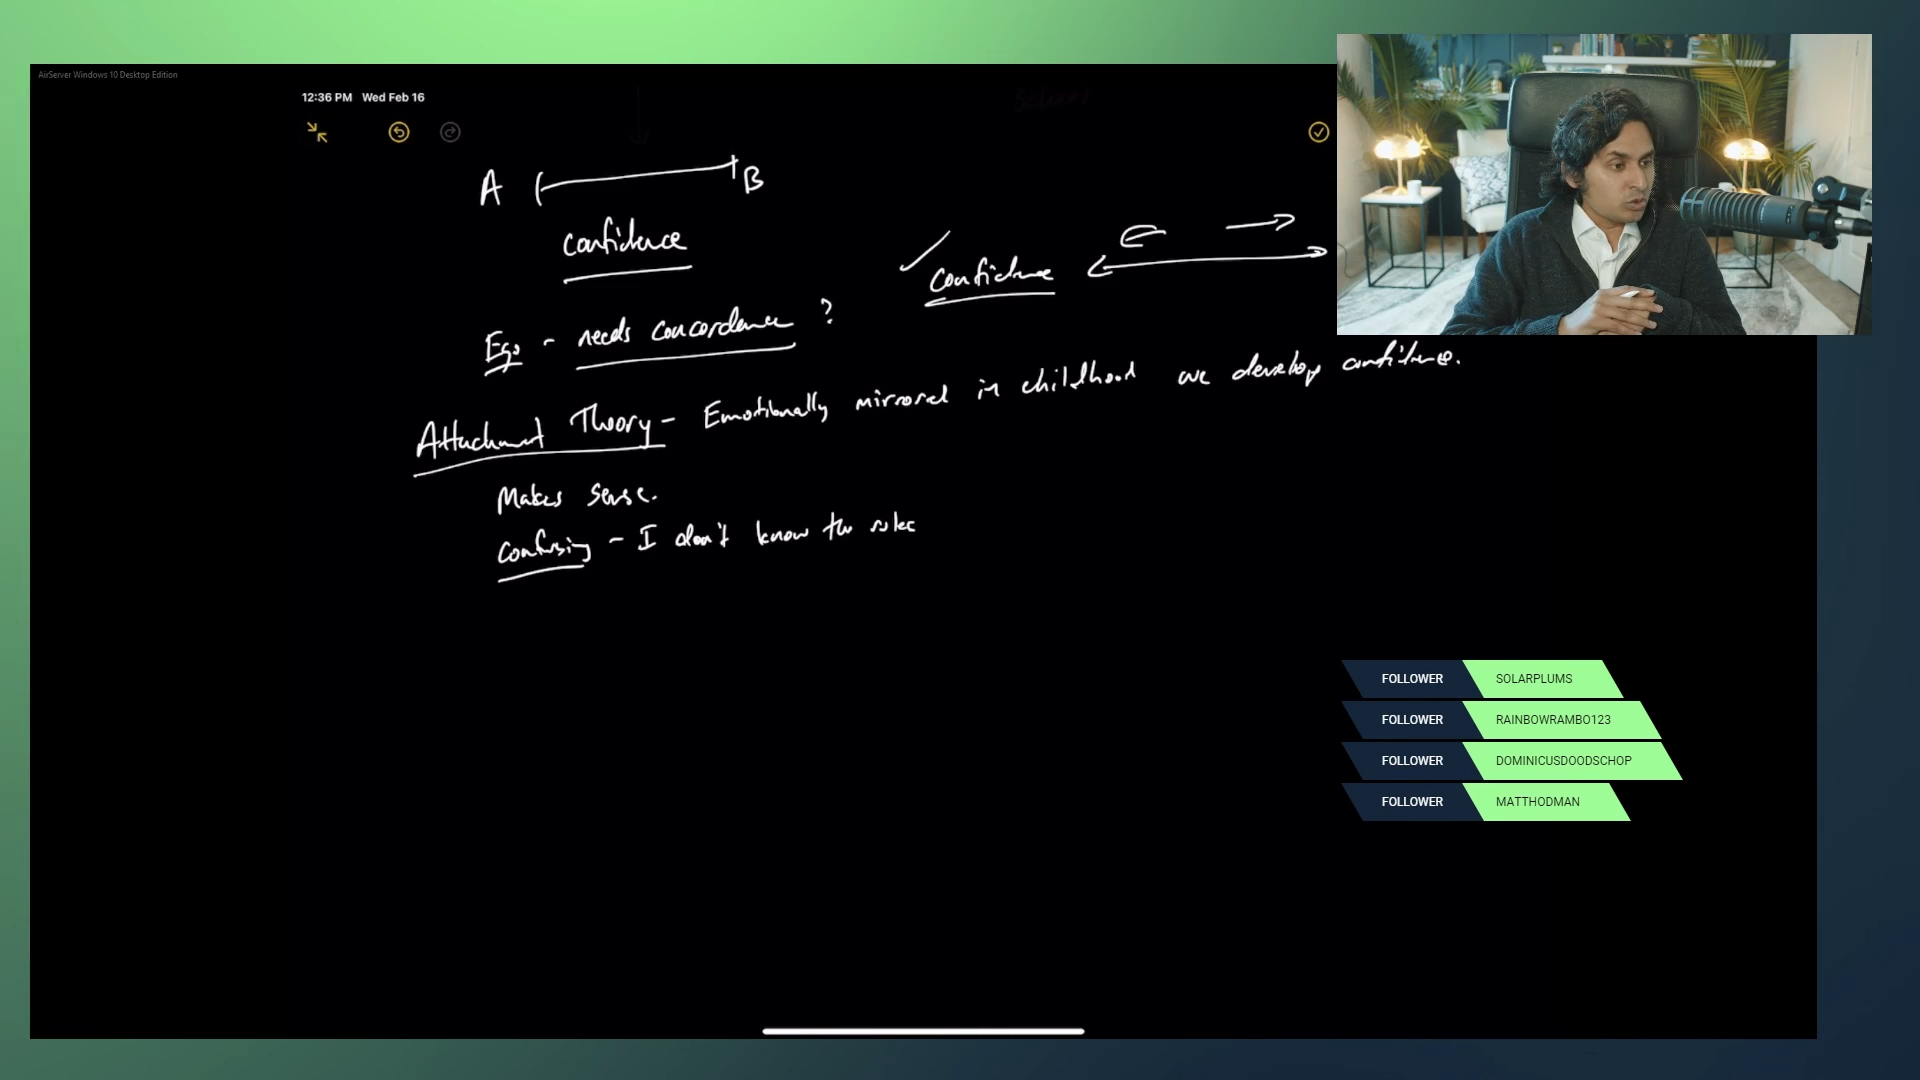 AirServer Windows 10 Desktop Edition
12:36 PM Wed Feb 16
A B
confidence
confidence
Ego - needs concordance ?
Attachment Theory - Emotionally mirrored in childhood we develop confidence.
Makes sense.
Confusing - I don't know the rules
FOLLOWER SOLARPLUMS
FOLLOWER RAINBOWRAMBO123
FOLLOWER DOMINICUSDOODSCHOP
FOLLOWER MATTHODMAN